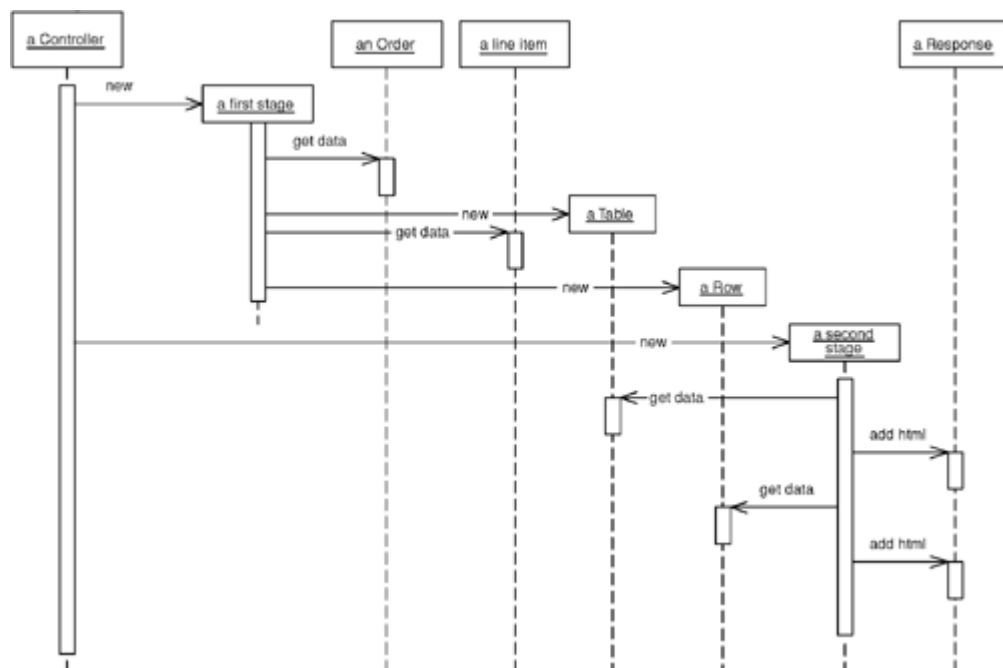 a Controller
an Order
a line item
a Response
new
a first stage
get data
new
a Table
get data
new
a Row
new
a second
stage
get data
add html
get data
add html